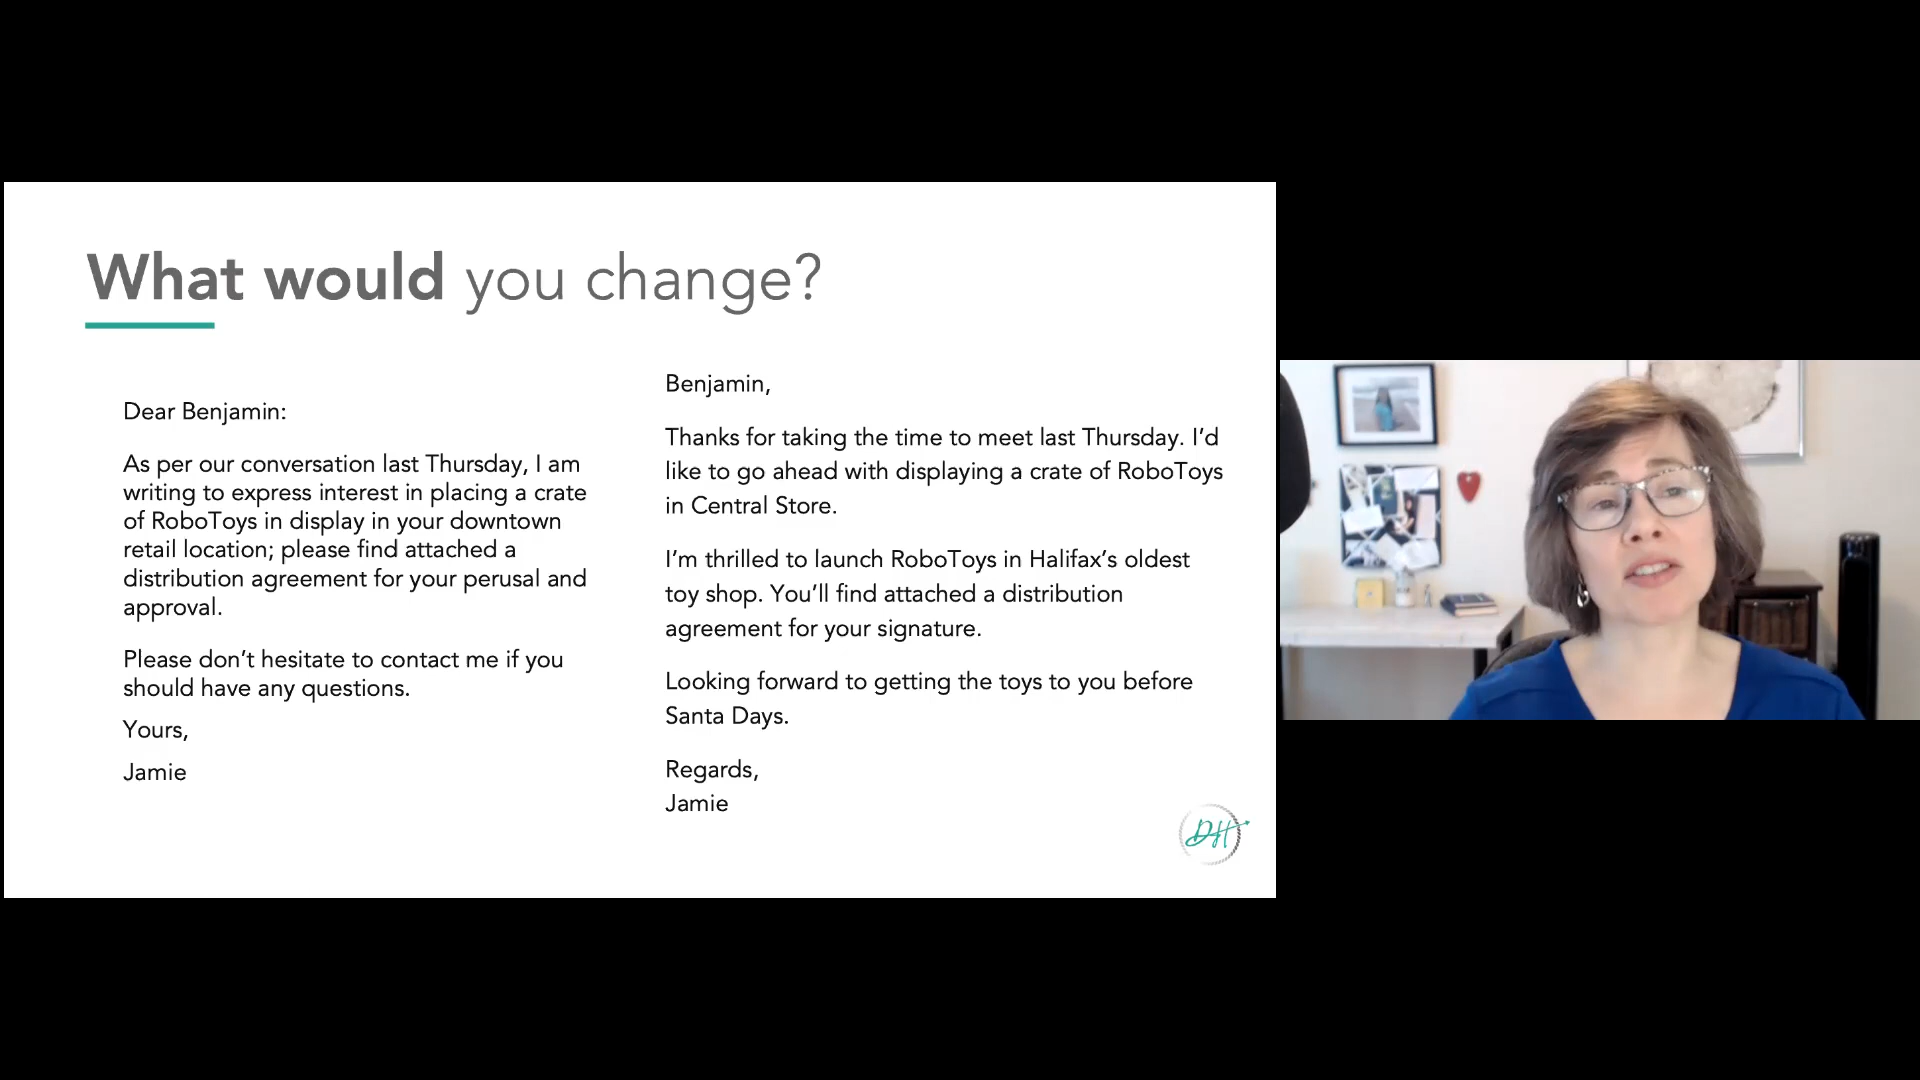 What would you change?
Dear Benjamin:
As per our conversation last Thursday, I am
writing to express interest in placing a crate
of RoboToys in display in your downtown
retail location; please find attached a
distribution agreement for your perusal and
approval.
Please don’t hesitate to contact me if you
should have any questions.
Yours,
Jamie
Benjamin,
Thanks for taking the time to meet last Thursday. I’d
like to go ahead with displaying a crate of RoboToys
in Central Store.
I’m thrilled to launch RoboToys in Halifax’s oldest
toy shop. You’ll find attached a distribution
agreement for your signature.
Looking forward to getting the toys to you before
Santa Days.
Regards,
Jamie
DH